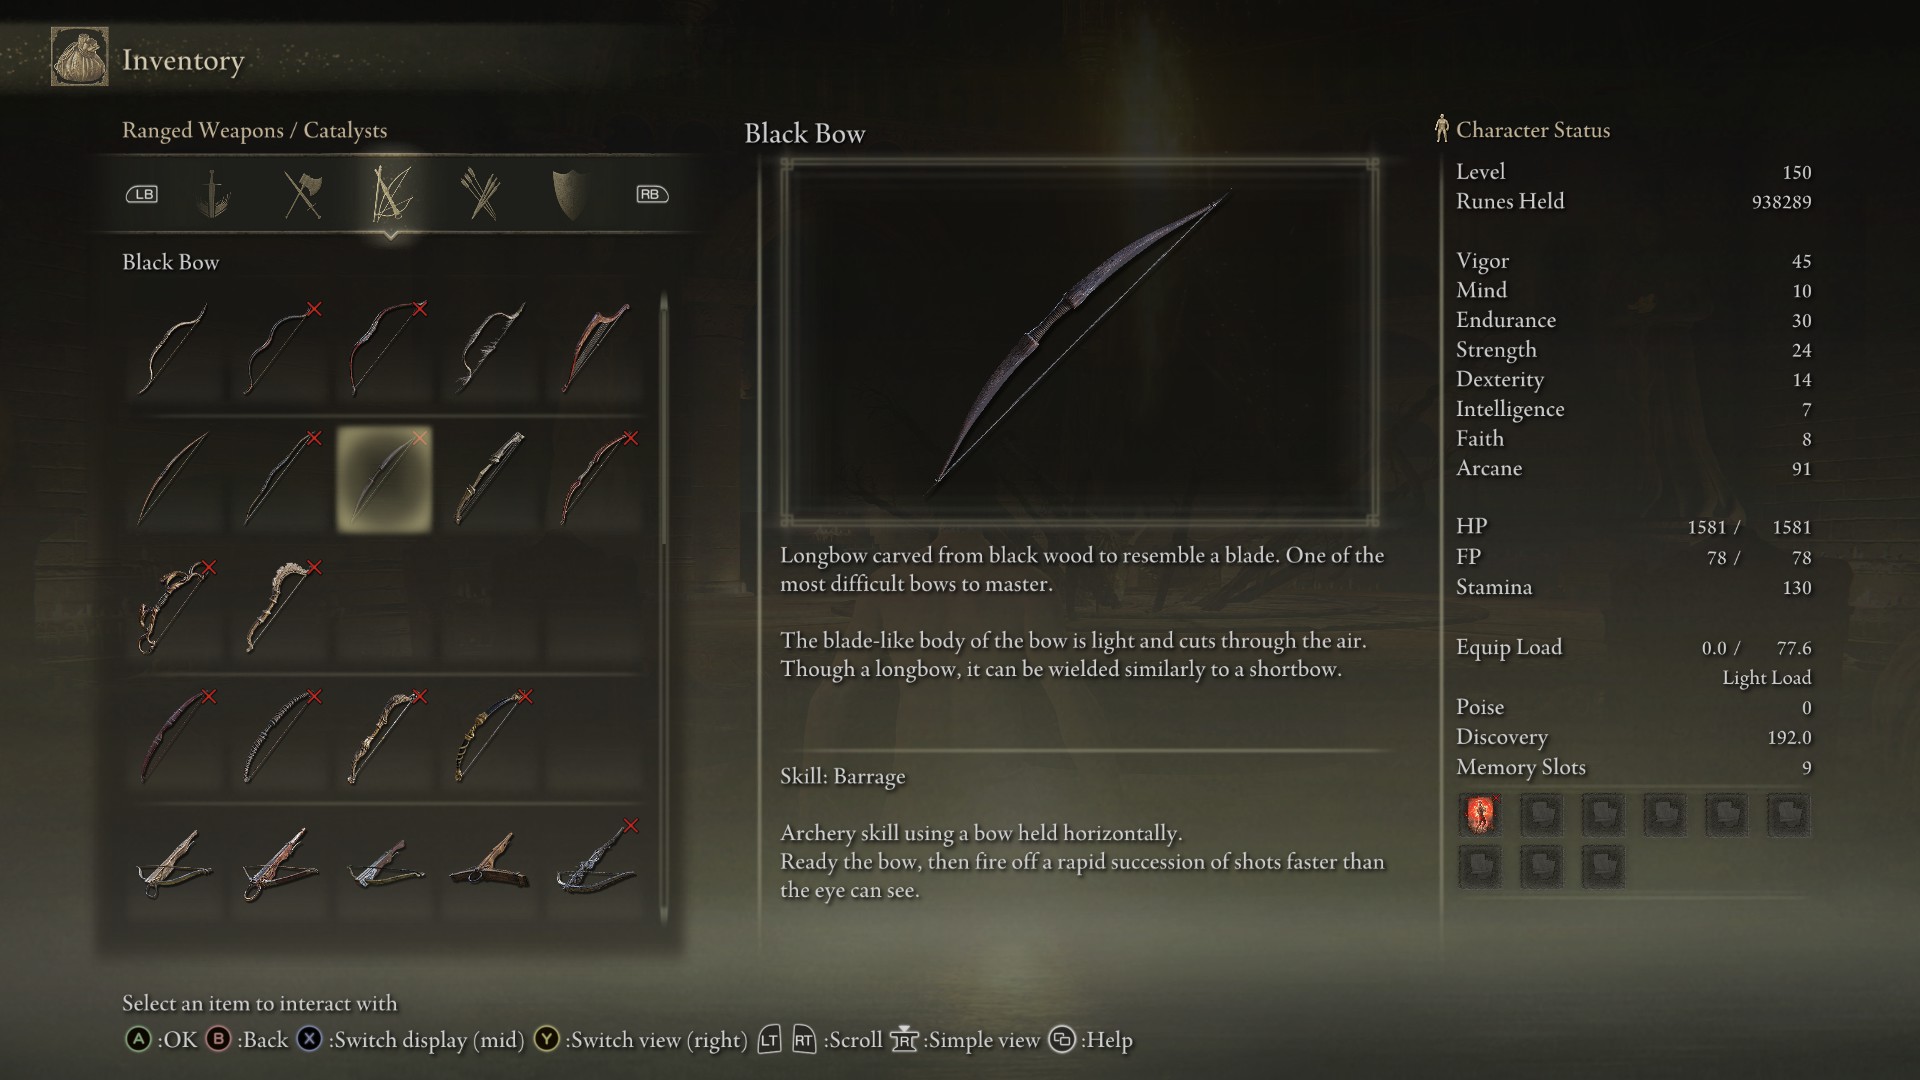 Inventory
Ranged Weapons / Catalysts
LB
RB
Black Bow
Black Bow
Longbow carved from black wood to resemble a blade. One of the
most difficult bows to master.
The blade-like body of the bow is light and cuts through the air.
Though a longbow, it can be wielded similarly to a shortbow.
Skill: Barrage
Archery skill using a bow held horizontally.
Ready the bow, then fire off a rapid succession of shots faster than
the eye can see.
Character Status
Level 150
Runes Held 938289
Vigor 45
Mind 10
Endurance 30
Strength 24
Dexterity 14
Intelligence 7
Faith 8
Arcane 91
HP 1581 / 1581
FP 78 / 78
Stamina 130
Equip Load 0.0 / 77.6
Light Load
Poise 0
Discovery 192.0
Memory Slots 9
Select an item to interact with
A :OK B :Back X :Switch display (mid) Y :Switch view (right) LT RT :Scroll R :Simple view :Help